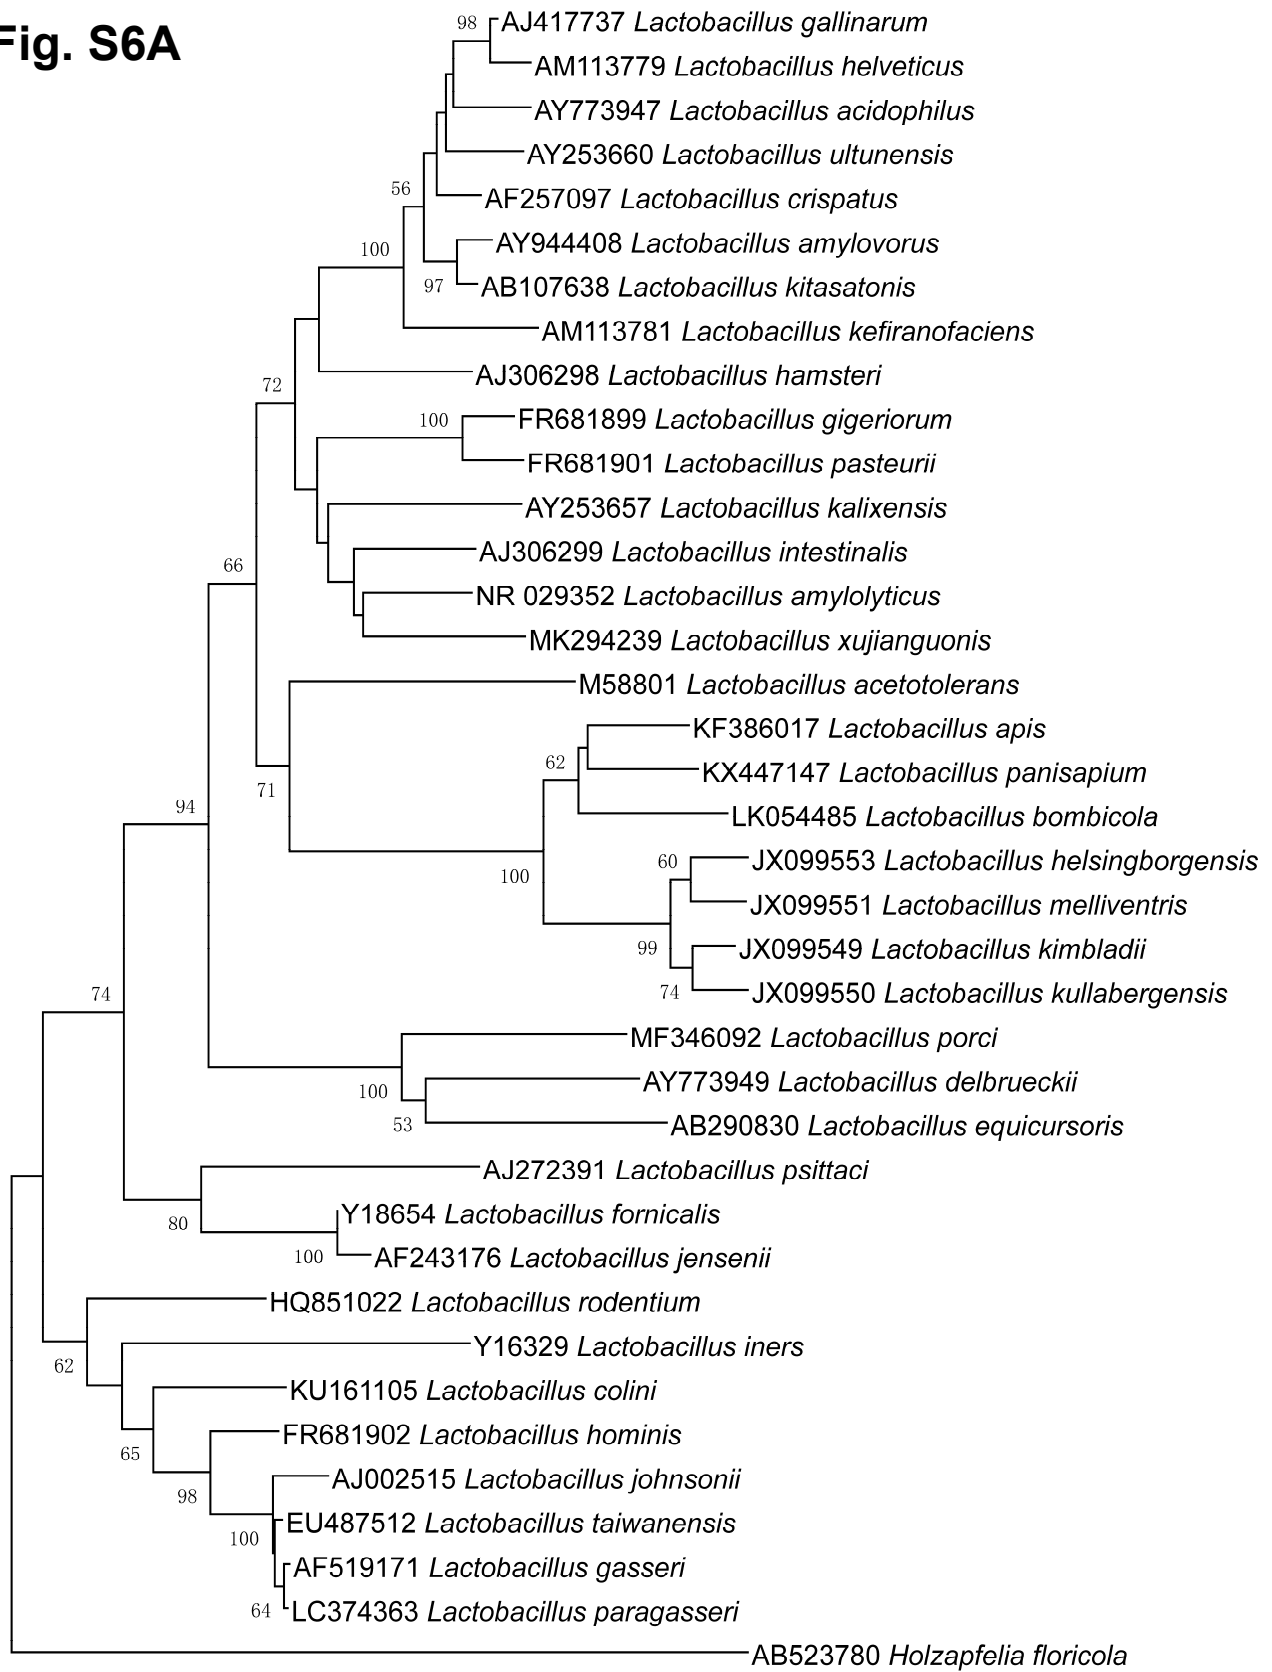 Fig. S6A
98
AJ417737 Lactobacillus gallinarum
AM113779 Lactobacillus helveticus
AY773947 Lactobacillus acidophilus
AY253660 Lactobacillus ultunensis
56
AF257097 Lactobacillus crispatus
100
AY944408 Lactobacillus amylovorus
97
AB107638 Lactobacillus kitasatonis
AM113781 Lactobacillus kefiranofaciens
72
AJ306298 Lactobacillus hamsteri
100
FR681899 Lactobacillus gigeriorum
FR681901 Lactobacillus pasteurii
AY253657 Lactobacillus kalixensis
66
AJ306299 Lactobacillus intestinalis
NR 029352 Lactobacillus amylolyticus
MK294239 Lactobacillus xujianguonis
M58801 Lactobacillus acetotolerans
KF386017 Lactobacillus apis
62
71
KX447147 Lactobacillus panisapium
94
LK054485 Lactobacillus bombicola
60
100
JX099553 Lactobacillus helsingborgensis
JX099551 Lactobacillus melliventris
99
JX099549 Lactobacillus kimbladii
74
74
JX099550 Lactobacillus kullabergensis
MF346092 Lactobacillus porci
100
AY773949 Lactobacillus delbrueckii
53
AB290830 Lactobacillus equicursoris
AJ272391 Lactobacillus psittaci
80
Y18654 Lactobacillus fornicalis
100
AF243176 Lactobacillus jensenii
HQ851022 Lactobacillus rodentium
62
Y16329 Lactobacillus iners
KU161105 Lactobacillus colini
65
FR681902 Lactobacillus hominis
98
AJ002515 Lactobacillus johnsonii
100
EU487512 Lactobacillus taiwanensis
AF519171 Lactobacillus gasseri
64
LC374363 Lactobacillus paragasseri
AB523780 Holzapfelia floricola